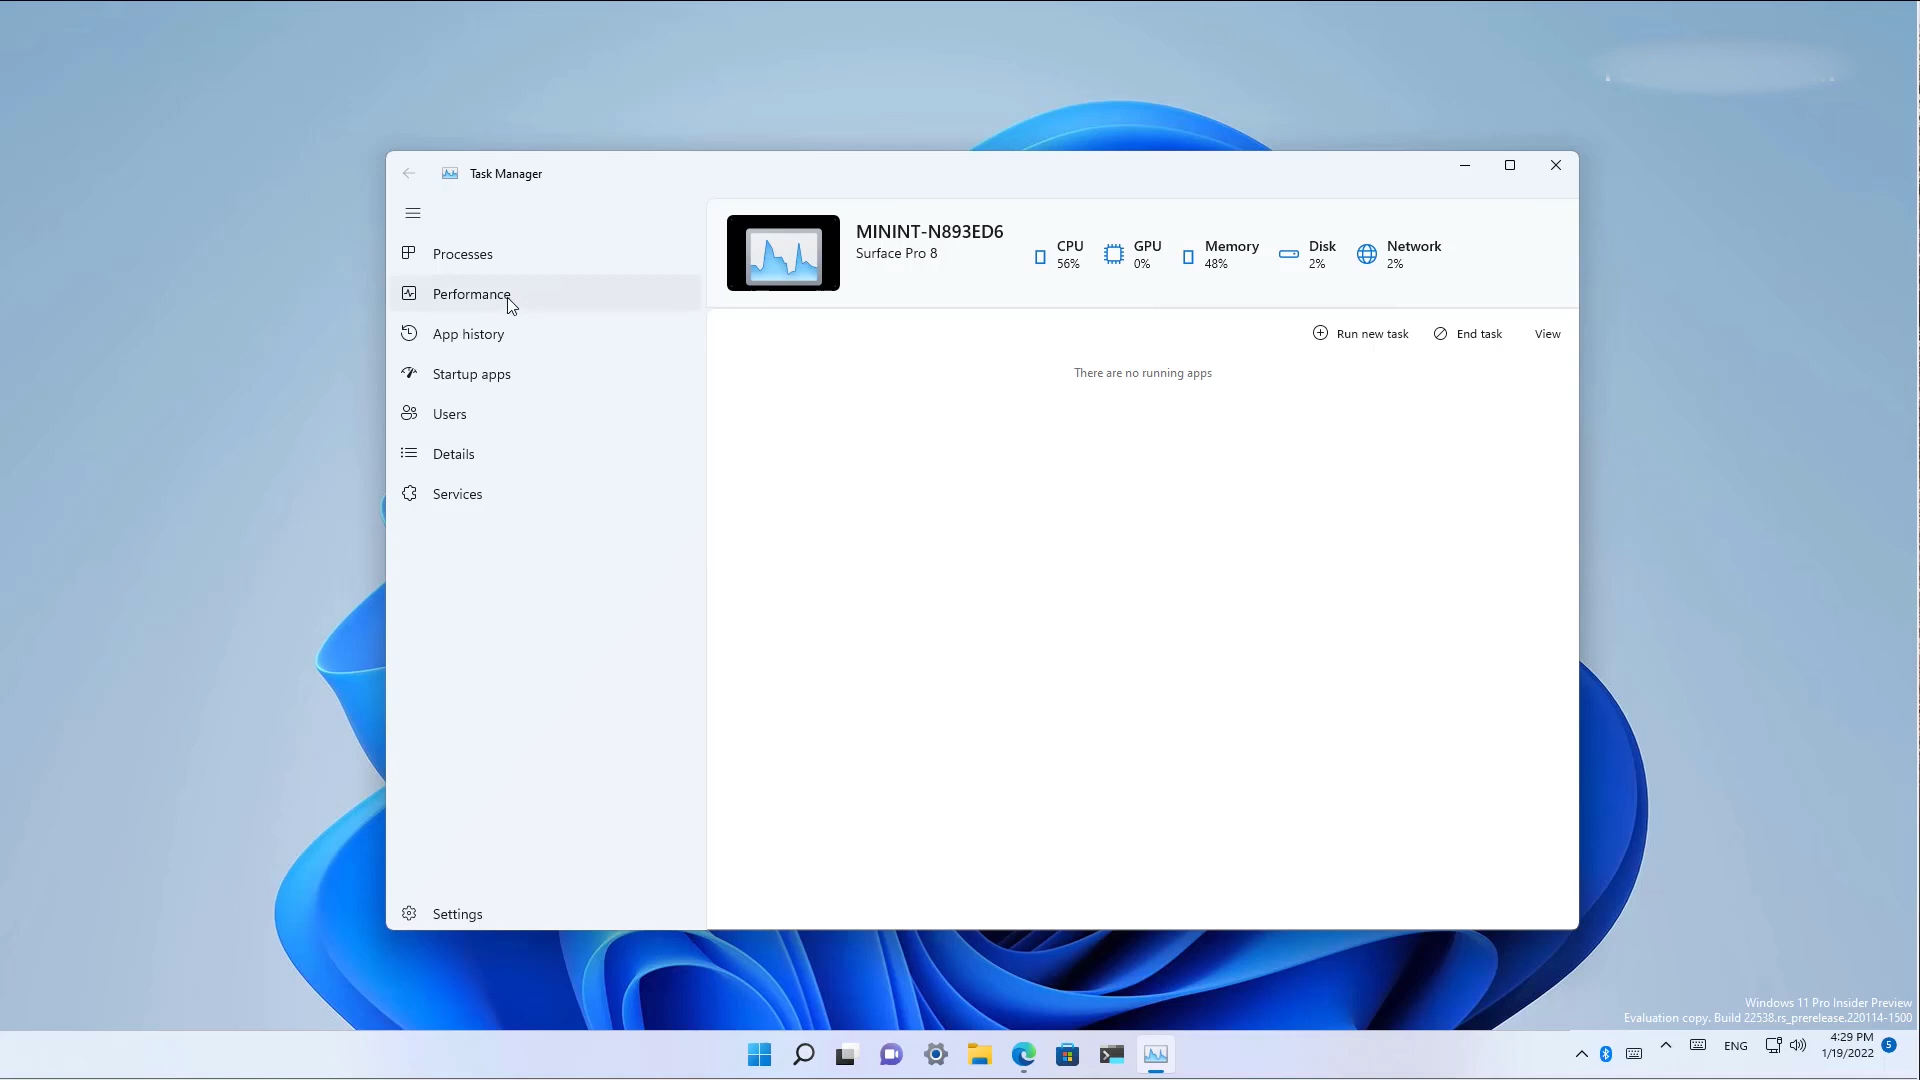 Task Manager
Processes
Performance
App history
Startup apps
Users
Details
Services
Settings
MININT-N893ED6
Surface Pro 8
CPU
56%
GPU
0%
Memory
48%
Disk
2%
Network
2%
Run new task
End task
View
There are no running apps
Windows 11 Pro Insider Preview
Evaluation copy. Build 22538.rs_prerelease.220114-1500
ENG
4:29 PM
1/19/2022
5